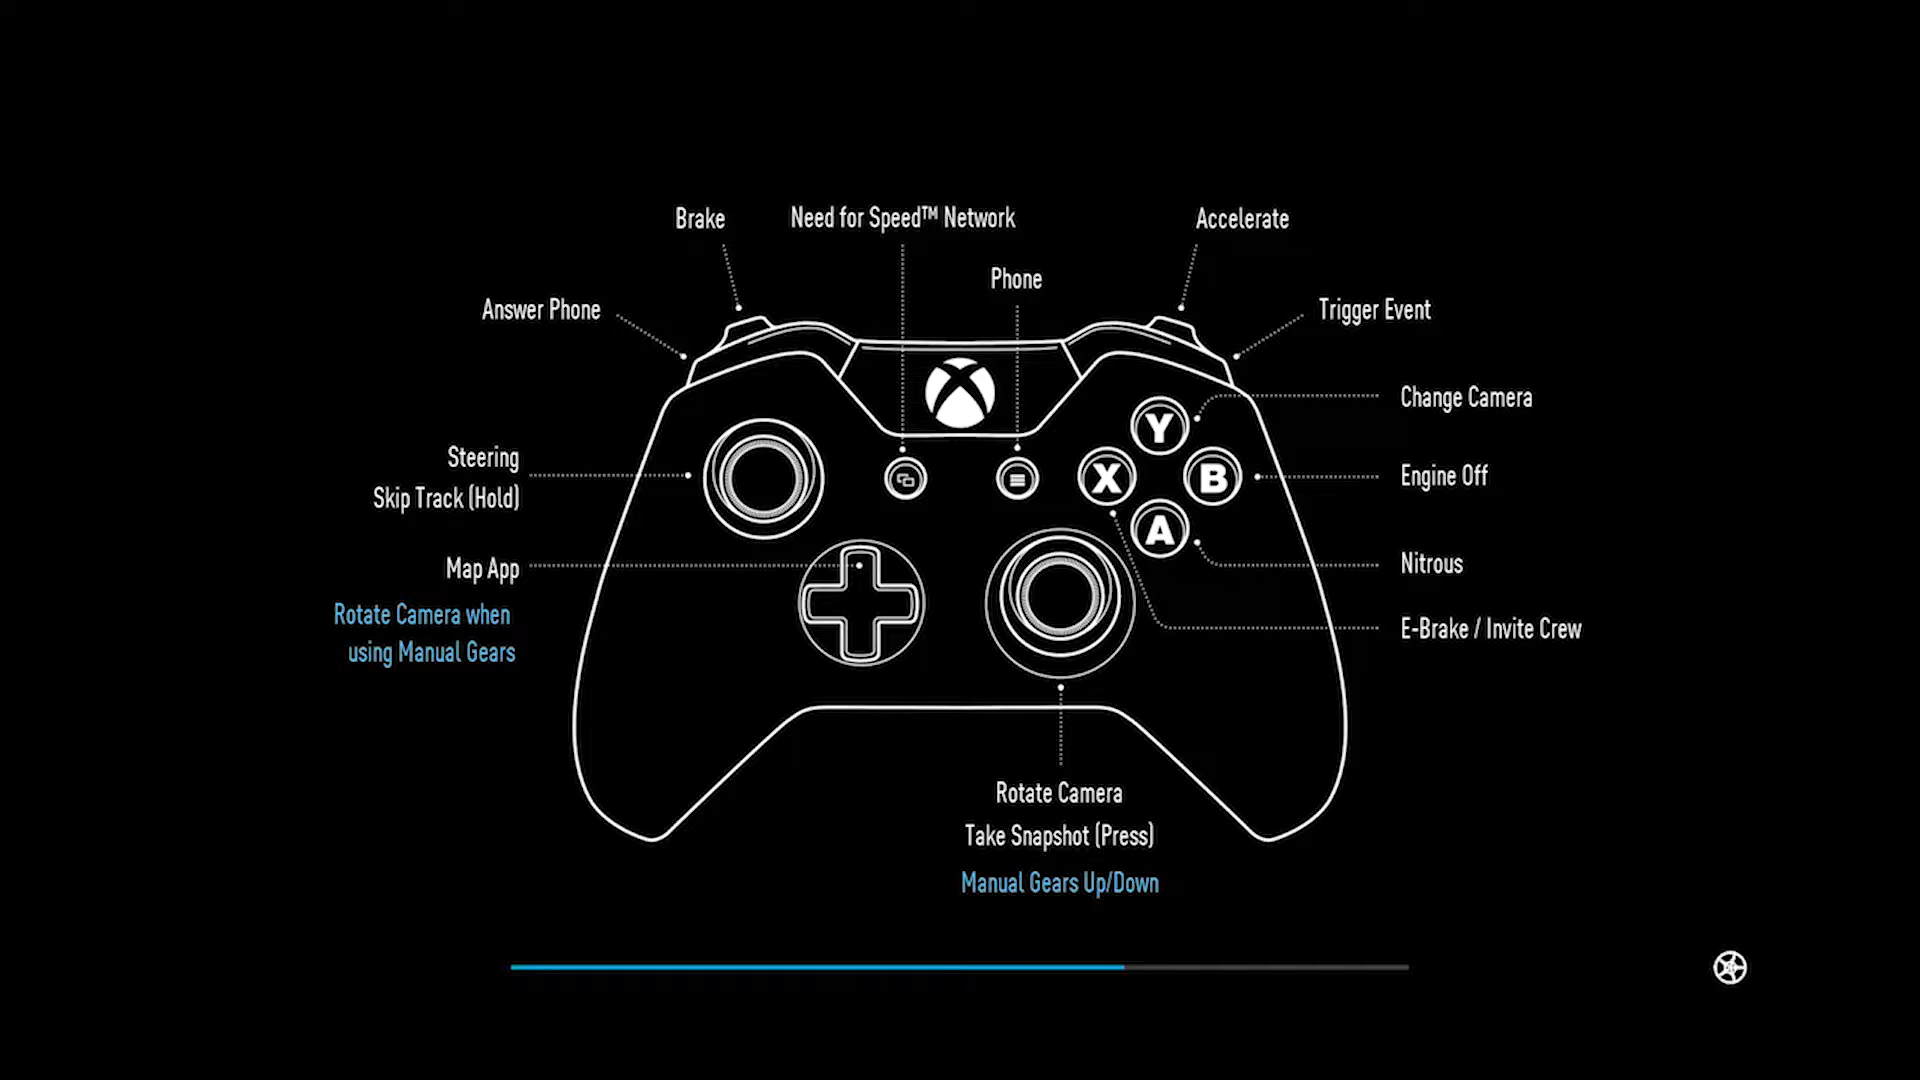 Brake
Need for Speed™ Network
Accelerate
Phone
Answer Phone
Trigger Event
Change Camera
Y
Steering
Skip Track (Hold)
X
B
Engine Off
A
Map App
Nitrous
Rotate Camera when
using Manual Gears
E-Brake / Invite Crew
Rotate Camera
Take Snapshot (Press)
Manual Gears Up/Down